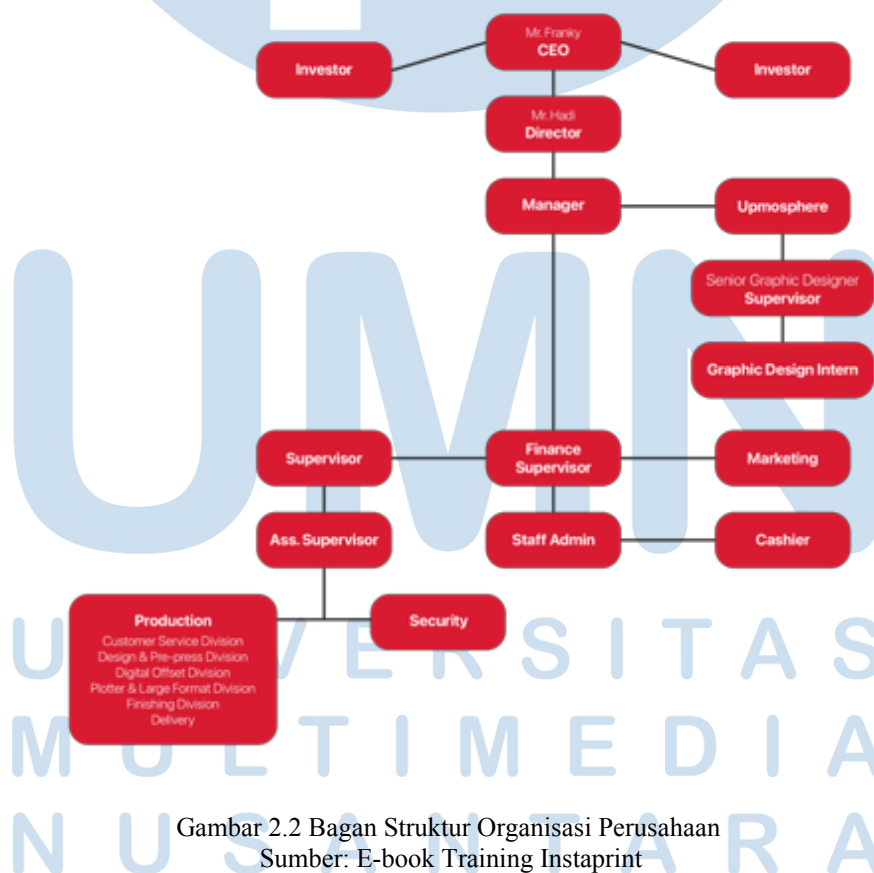 Mr. Franky
CEO
Investor
Investor
Mr. Hadi
Director
Manager
Upmosphere
Senior Graphic Designer
Supervisor
Graphic Design Intern
Supervisor
Finance
Supervisor
Marketing
Ass. Supervisor
Staff Admin
Cashier
Production
Customer Service Division
Design & Pre-press Division
Digital Offset Division
Plotter & Large Format Division
Finishing Division
Delivery
Security
UMN
UNIVERSITAS
MULTIMEDIA
NUSANTARA
Gambar 2.2 Bagan Struktur Organisasi Perusahaan
Sumber: E-book Training Instaprint